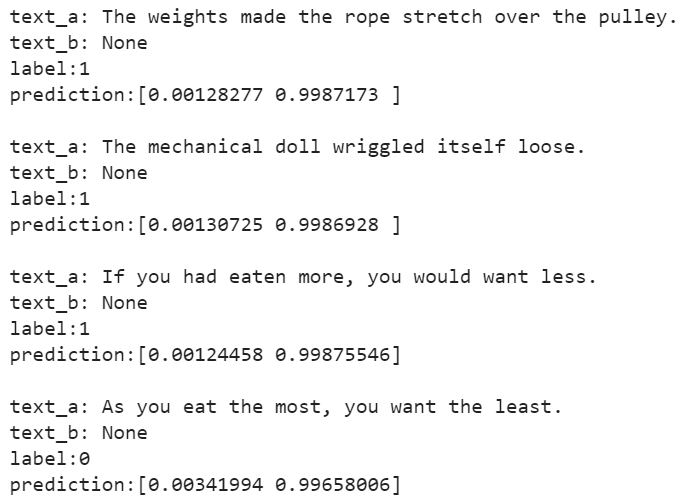 text_a: The weights made the rope stretch over the pulley.
text_b: None
label:1
prediction:[0.00128277 0.9987173 ]
text_a: The mechanical doll wriggled itself loose.
text_b: None
label:1
prediction:[0.00130725 0.9986928 ]
text_a: If you had eaten more, you would want less.
text_b: None
label:1
prediction:[0.00124458 0.99875546]
text_a: As you eat the most, you want the least.
text_b: None
label:0
prediction:[0.00341994 0.99658006]